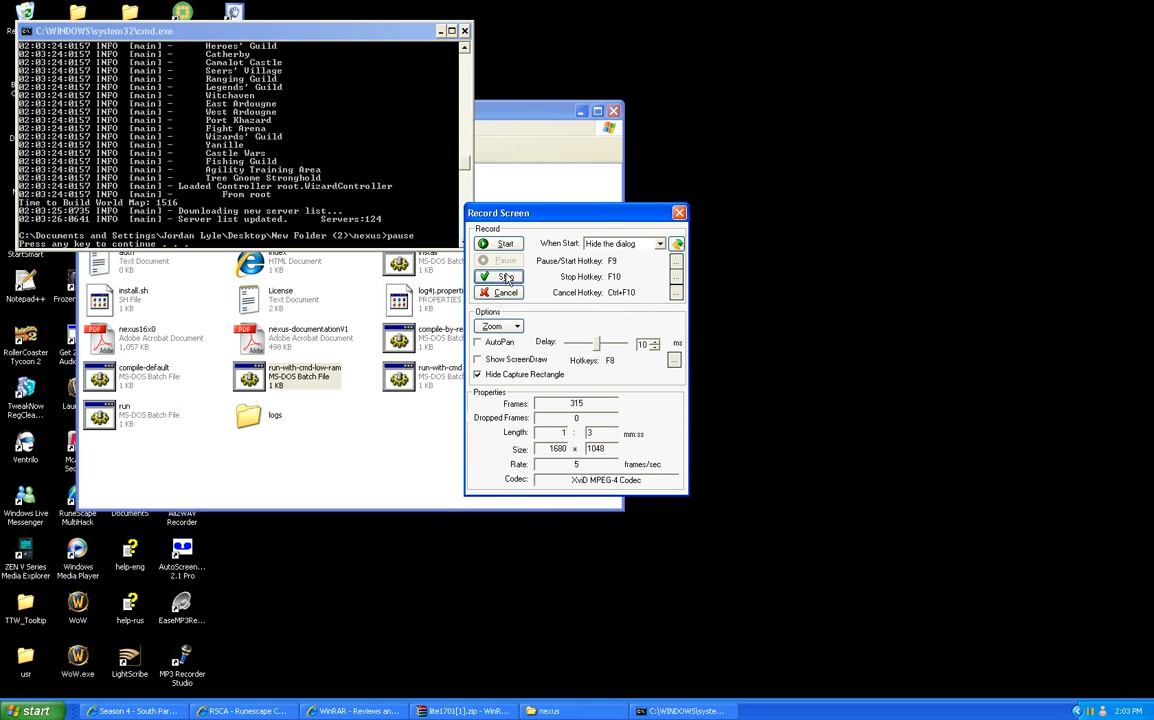 C:\WINDOWS\system32\cmd.exe
02:03:24:0157 INFO  [main] -       Heroes' Guild
02:03:24:0157 INFO  [main] -       Catherby
02:03:24:0157 INFO  [main] -       Camalot Castle
02:03:24:0157 INFO  [main] -       Seers' Village
02:03:24:0157 INFO  [main] -       Ranging Guild
02:03:24:0157 INFO  [main] -       Legends' Guild
02:03:24:0157 INFO  [main] -       Witchaven
02:03:24:0157 INFO  [main] -       East Ardougne
02:03:24:0157 INFO  [main] -       West Ardougne
02:03:24:0157 INFO  [main] -       Port Khazard
02:03:24:0157 INFO  [main] -       Fight Arena
02:03:24:0157 INFO  [main] -       Wizards' Guild
02:03:24:0157 INFO  [main] -       Yanille
02:03:24:0157 INFO  [main] -       Castle Wars
02:03:24:0157 INFO  [main] -       Fishing Guild
02:03:24:0157 INFO  [main] -       Agility Training Area
02:03:24:0157 INFO  [main] -       Tree Gnome Stronghold
02:03:24:0157 INFO  [main] - Loaded Controller root.WizardController
02:03:24:0157 INFO  [main] -     From root
Time to Build World Map: 1516
02:03:25:0735 INFO  [main] - Downloading new server list...
02:03:26:0641 INFO  [main] - Server list updated.     Servers:124
C:\Documents and Settings\Jordan Lyle\Desktop\New Folder (2)\nexus>pause
Press any key to continue . . .
Text Document
0 KB
index
HTML Document
1 KB
install
install.sh
SH File
1 KB
License
Text Document
2 KB
log4j.properties
PROPERTIES
nexus16x0
Adobe Acrobat Document
1,057 KB
nexus-documentationV1
Adobe Acrobat Document
498 KB
compile-by-re
MS-DOS Batch
1 KB
compile-default
MS-DOS Batch File
1 KB
run-with-cmd-low-ram
MS-DOS Batch File
1 KB
run-with-cmd
MS-DOS Batch
1 KB
run
MS-DOS Batch File
1 KB
logs
Record Screen
Record
Start
When Start:
Hide the dialog
Pause
Pause/Start Hotkey:
F9
...
Stop
Stop Hotkey:
F10
...
Cancel
Cancel Hotkey:
Ctrl+F10
...
Options
Zoom
AutoPan
Delay:
10
ms
Show ScreenDraw
Hotkeys:
F8
...
Hide Capture Rectangle
Properties
Frames:
315
Dropped Frames:
0
Length:
1
:
3
mm:ss
Size:
1680
x
1048
Rate:
5
frames/sec
Codec:
XviD MPEG-4 Codec
StartSmart
Notepad++
Frozen
RollerCoaster
Tycoon 2
Get
Audio
TweakNow
RegClea...
Lau
Ventrilo
Mc
Sec
Windows Live
Messenger
RuneScape
MultiHack
Documents
All2WAV
Recorder
ZEN V Series
Media Explorer
Windows
Media Player
help-eng
AutoScreen...
2.1 Pro
TTW_Tooltip
WoW
help-rus
EaseMP3Re...
usr
WoW.exe
LightScribe
MP3 Recorder
Studio
start
Season 4 - South Par...
RSCA - Runescape C...
WinRAR - Reviews an...
lite1701[1].zip - WinR...
nexus
C:\WINDOWS\syste...
2:03 PM